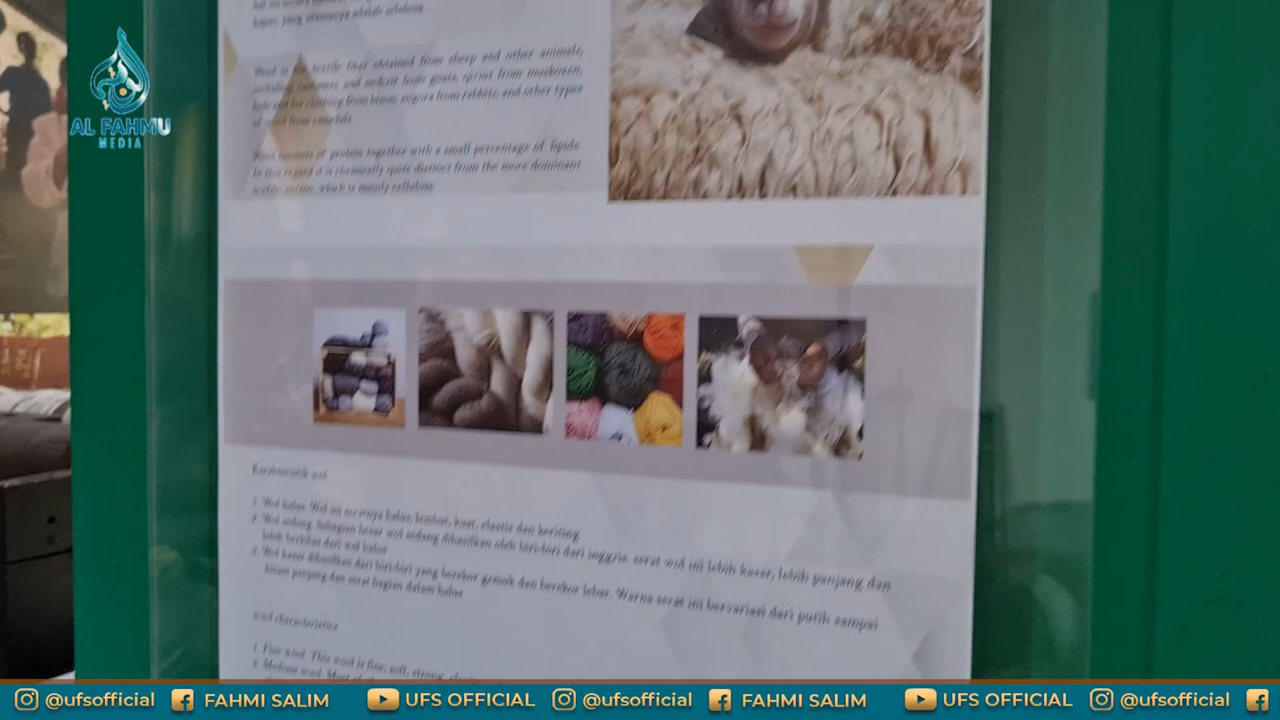 kapas, yang utamanya adalah selulosa.
Wool is the textile fiber obtained from sheep and other animals,
including cashmere and mohair from goats, qiviut from muskoxen,
hide and fur clothing from bison, angora from rabbits, and other types
of wool from camelids.
Wool consists of protein together with a small percentage of lipids.
In this regard it is chemically quite distinct from the more dominant
textile, cotton, which is mainly cellulose.
AL FAHMU
MEDIA
Karakteristik wol
1. Wol halus. Wol ini seratnya halus, lembut, kuat, elastis dan keriting
2. Wol sedang. Sebagian besar wol sedang dihasilkan oleh biri-biri dari inggris. serat wol ini lebih kasar, lebih panjang dan
lebih berkilau dari wol halus
3. Wol kasar dihasilkan dari biri-biri yang berekor gemuk dan berekor lebar. Warna serat ini bervariasi dari putih sampai
hitam panjang dan serat bagian dalam halus
wool characteristics
1. Fine wool. This wool is fine, soft, strong,
2. Medium wool. Most of
@ufsofficial FAHMI SALIM UFS OFFICIAL @ufsofficial FAHMI SALIM UFS OFFICIAL @ufsofficial